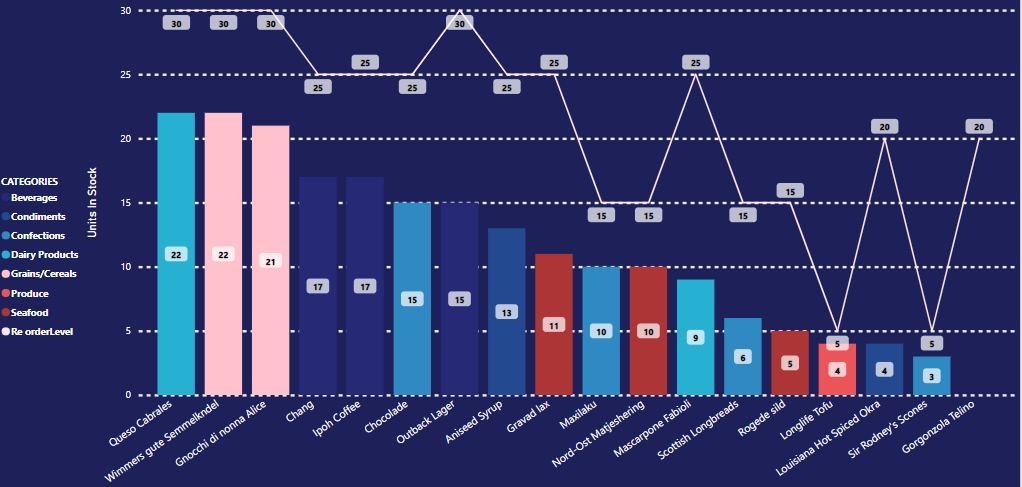 30
25
20
15
10
5
0
Units In Stock
CATEGORIES
Beverages
Condiments
Confections
Dairy Products
Grains/Cereals
Produce
Seafood
Re orderLevel
30 30 30 25 25 25 30 25 25 15 15 25 15 15 5 20 5 20
22 22 21 17 17 15 15 13 11 10 10 9 6 5 4 4 3
Queso Cabrales
Wimmers gute Semmelkndel
Gnocchi di nonna Alice
Chang
Ipoh Coffee
Chocolade
Outback Lager
Aniseed Syrup
Gravad lax
Maxilaku
Nord-Ost Matjeshering
Mascarpone Fabioli
Scottish Longbreads
Rogede sild
Longlife Tofu
Louisiana Hot Spiced Okra
Sir Rodney's Scones
Gorgonzola Telino